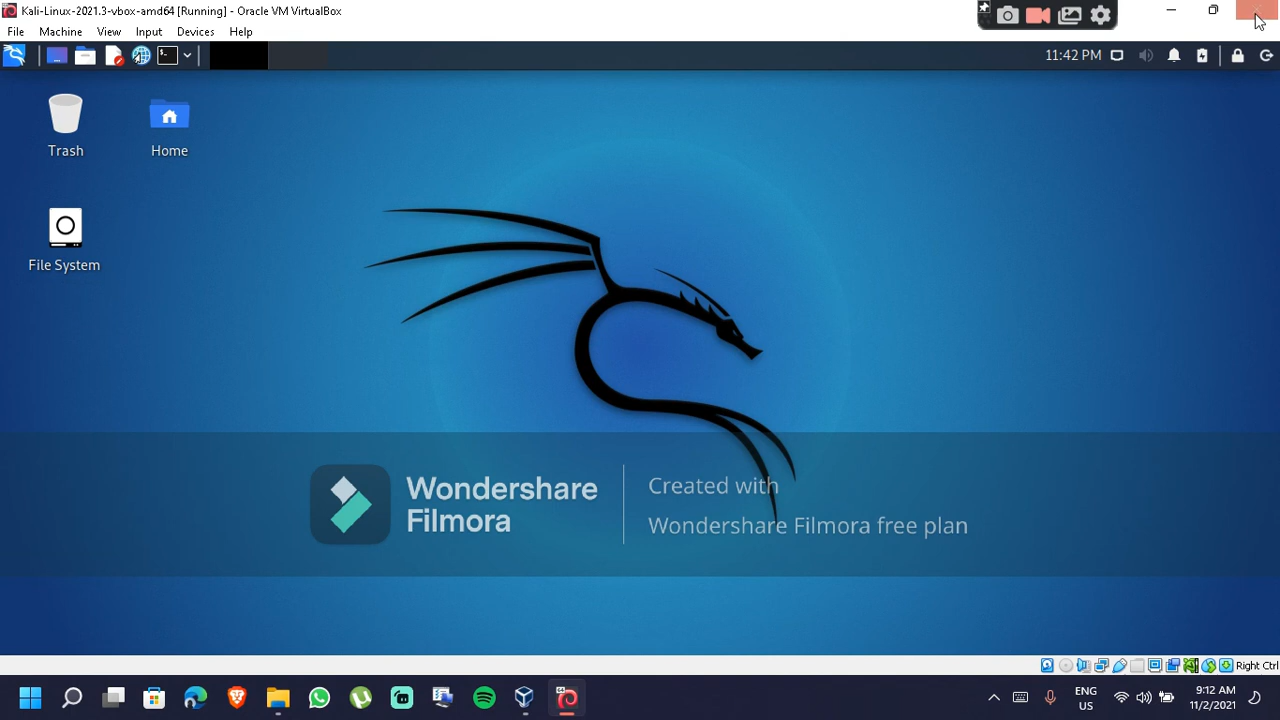 Kali-Linux-2021.3-vbox-amd64 [Running] - Oracle VM VirtualBox
File Machine View Input Devices Help
11:42 PM
Trash
Home
File System
Wondershare
Filmora
Created with
Wondershare Filmora free plan
Right Ctrl
ENG
US
9:12 AM
11/2/2021